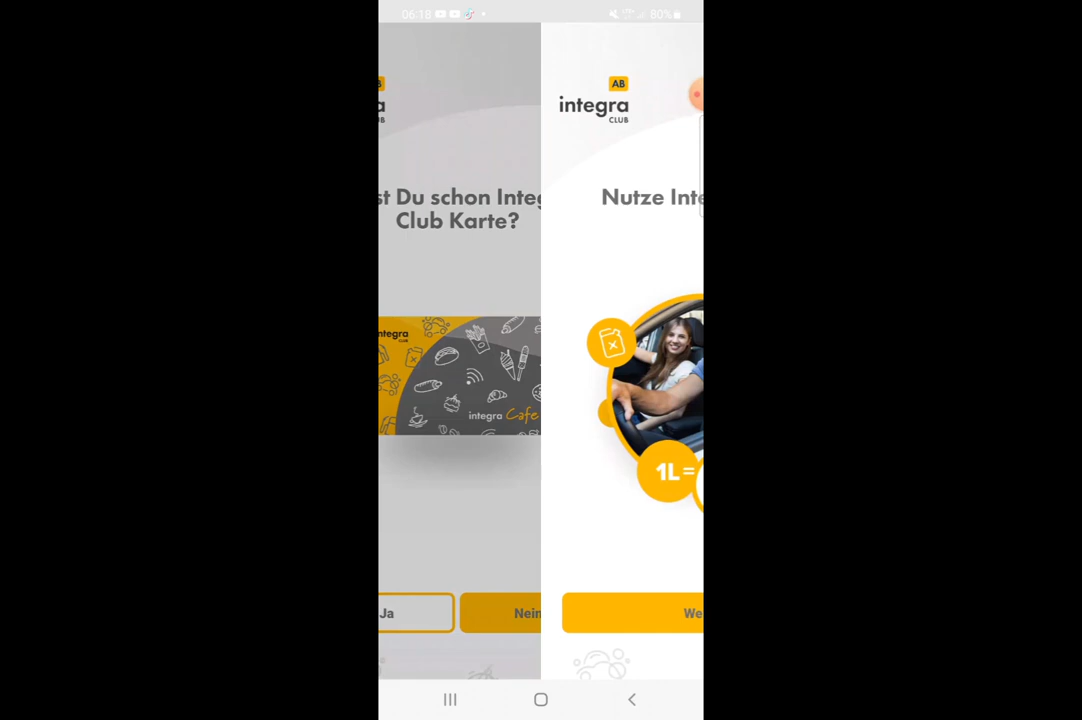 06:18
80%
integra
CLUB
AB
integra
CLUB
st Du schon Integ
Club Karte?
Nutze Inte
integra
CLUB
integra Cafe
1L=
Ja
Nein
We